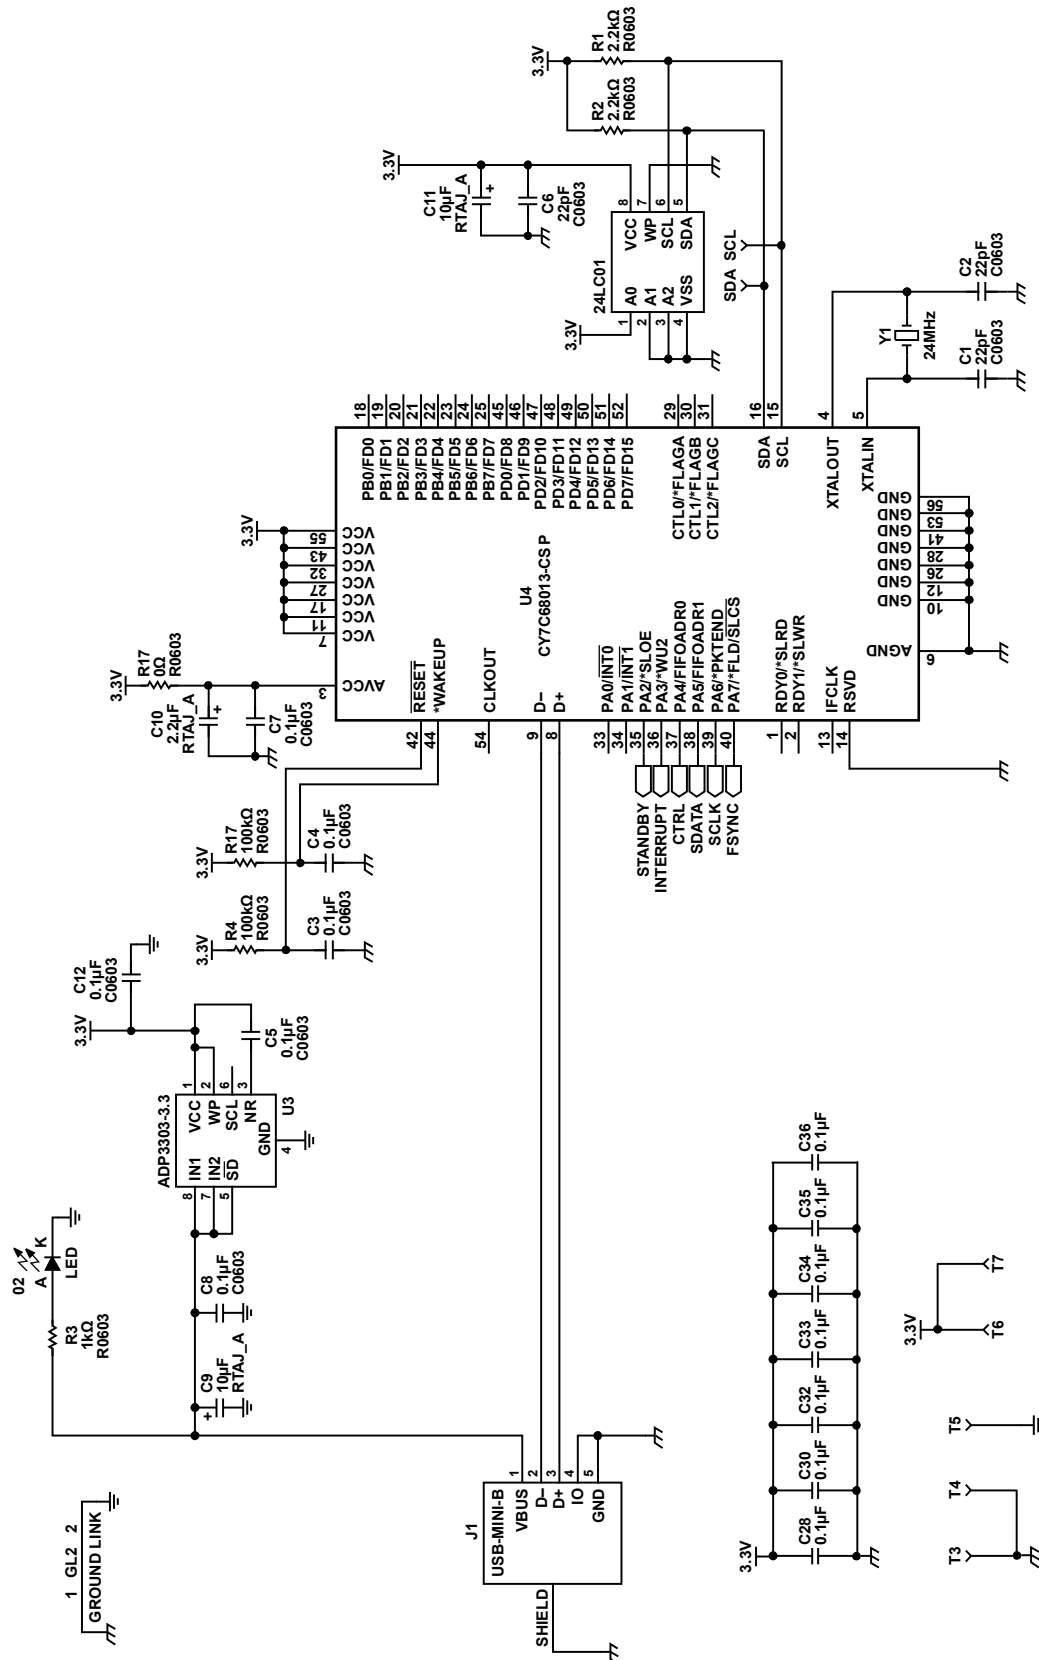 1 GL2 2
GROUND LINK
J1
USB-MINI-B
VBUS
D–
D+
IO
GND
1
2
3
4
5
SHIELD
R3
1kΩ
R0603
02
A K
LED
C9
10µF
RTAJ_A
+
C8
0.1µF
C0603
ADP3303-3.3
U3
8 IN1
7 IN2
5 SD
VCC 1
WP 2
SCL 6
NR 3
GND
4
C5
0.1µF
C0603
3.3V
C12
0.1µF
C0603
3.3V
R4
100kΩ
R0603
C3
0.1µF
C0603
3.3V
R17
100kΩ
R0603
C4
0.1µF
C0603
3.3V
R17
0Ω
R0603
C10
2.2µF
RTAJ_A
+
C7
0.1µF
C0603
3.3V
U4
CY7C68013-CSP
AVCC
3
VCC
7
VCC
11
VCC
17
VCC
27
VCC
32
VCC
43
VCC
55
42 RESET
44 *WAKEUP
54 CLKOUT
9 D–
8 D+
33 PA0/INT0
34 PA1/INT1
35 PA2/*SLOE
36 PA3/*WU2
37 PA4/FIFOADR0
38 PA5/FIFOADR1
39 PA6/*PKTEND
40 PA7/*FLD/SLCS
1 RDY0/*SLRD
2 RDY1/*SLWR
13 IFCLK
14 RSVD
STANDBY
INTERRUPT
CTRL
SDATA
SCLK
FSYNC
PB0/FD0 18
PB1/FD1 19
PB2/FD2 20
PB3/FD3 21
PB4/FD4 22
PB5/FD5 23
PB6/FD6 24
PB7/FD7 25
PD0/FD8 45
PD1/FD9 46
PD2/FD10 47
PD3/FD11 48
PD4/FD12 49
PD5/FD13 50
PD6/FD14 51
PD7/FD15 52
CTL0/*FLAGA 29
CTL1/*FLAGB 30
CTL2/*FLAGC 31
SDA 16
SCL 15
XTALOUT 4
XTALIN 5
AGND
6
GND
10
GND
12
GND
26
GND
28
GND
41
GND
53
GND
56
3.3V
24LC01
1 A0
2 A1
3 A2
4 VSS
VCC 8
WP 7
SCL 6
SDA 5
3.3V
C11
10µF
RTAJ_A
+
C6
22pF
C0603
3.3V
R2
2.2kΩ
R0603
R1
2.2kΩ
R0603
SDA SCL
Y1
24MHz
C1
22pF
C0603
C2
22pF
C0603
3.3V
C28
0.1µF
C30
0.1µF
C32
0.1µF
C33
0.1µF
C34
0.1µF
C35
0.1µF
C36
0.1µF
T3
T4
T5
3.3V
T6
T7